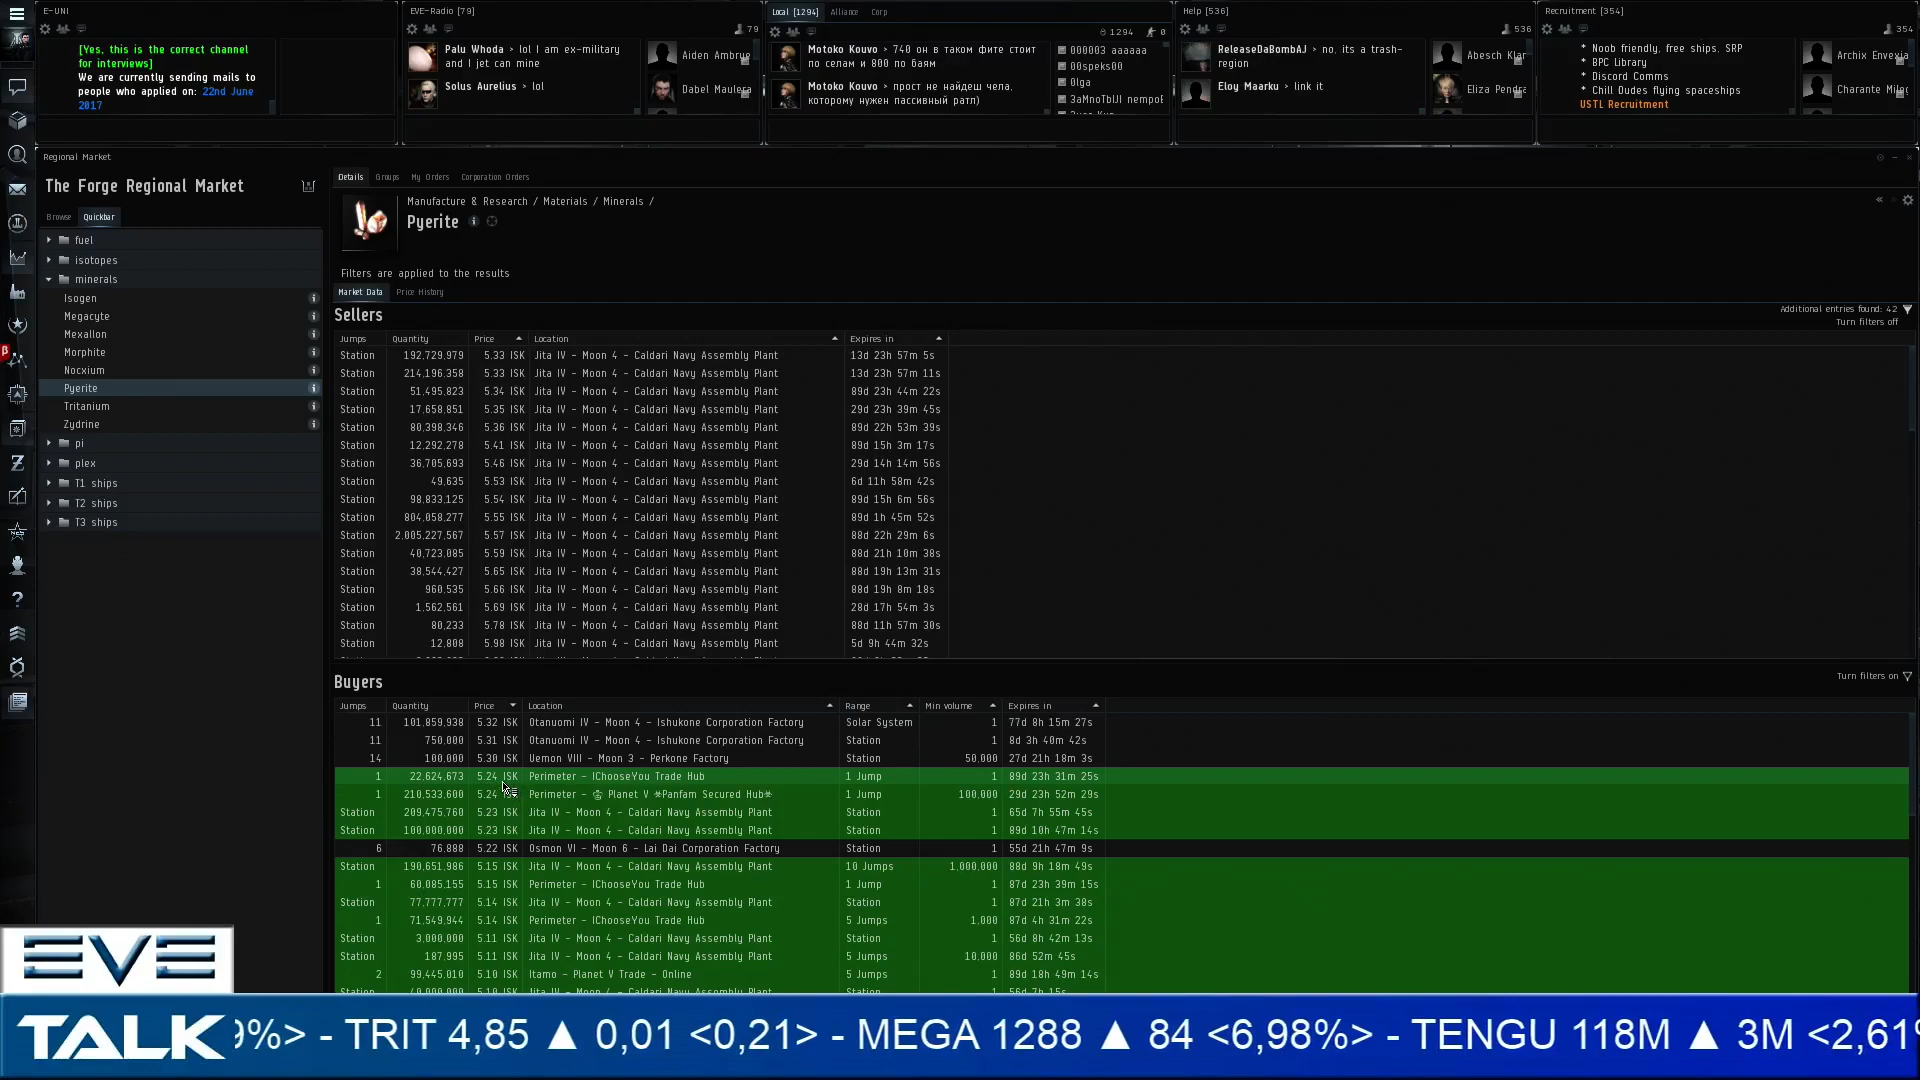 E-UNI
[Yes, this is the correct channel
for interviews]
We are currently sending mails to
people who applied on: 22nd June
2017
EVE-Radio [79]
79
Palu Whoda > lol I am ex-military
and I jet can mine
Solus Aurelius > lol
Aiden Ambrue
Dabel Maulera
Local [1294]
Alliance
Corp
1294
0
Motoko Kouvo > 740 он в таком фите стоит
по селам и 800 по баям
Motoko Kouvo > прост не найдеш чела,
которому нужен пассивный ратл)
000003 aaaaaa
00speks00
0lga
Help [536]
536
ReleaseDaBombAJ > no, its a trash-
region
Eloy Maarku > link it
Abesch Klar
Eliza Pendra
Recruitment [354]
354
* Noob friendly, free ships. SRP
* BPC Library
* Discord Comms
* Chill Dudes flying spaceships
USTL Recruitment
Archix Envexia
Charante Mileg
Regional Market
The Forge Regional Market
Browse
Quickbar
fuel
isotopes
minerals
Isogen
Megacyte
Mexallon
Morphite
Nocxium
Pyerite
Tritanium
Zydrine
pi
plex
T1 ships
T2 ships
T3 ships
Details Groups My Orders Corporation Orders
Manufacture & Research / Materials / Minerals /
Pyerite
Filters are applied to the results
Market Data Price History
Sellers
Additional entries found: 42
Turn filters off
Jumps Quantity Price Location Expires in
Station 192,729,979 5.33 ISK Jita IV - Moon 4 - Caldari Navy Assembly Plant 13d 23h 57m 5s
Station 214,196,358 5.33 ISK Jita IV - Moon 4 - Caldari Navy Assembly Plant 13d 23h 57m 11s
Station 51,495,823 5.34 ISK Jita IV - Moon 4 - Caldari Navy Assembly Plant 89d 23h 44m 22s
Station 17,658,851 5.35 ISK Jita IV - Moon 4 - Caldari Navy Assembly Plant 29d 23h 39m 45s
Station 80,398,346 5.36 ISK Jita IV - Moon 4 - Caldari Navy Assembly Plant 89d 22h 53m 39s
Station 12,292,278 5.41 ISK Jita IV - Moon 4 - Caldari Navy Assembly Plant 89d 15h 3m 17s
Station 36,705,693 5.46 ISK Jita IV - Moon 4 - Caldari Navy Assembly Plant 29d 14h 14m 56s
Station 49,635 5.53 ISK Jita IV - Moon 4 - Caldari Navy Assembly Plant 6d 11h 58m 42s
Station 98,833,125 5.54 ISK Jita IV - Moon 4 - Caldari Navy Assembly Plant 89d 15h 6m 56s
Station 804,058,277 5.55 ISK Jita IV - Moon 4 - Caldari Navy Assembly Plant 89d 1h 45m 52s
Station 2,005,227,567 5.57 ISK Jita IV - Moon 4 - Caldari Navy Assembly Plant 88d 22h 29m 6s
Station 40,723,085 5.59 ISK Jita IV - Moon 4 - Caldari Navy Assembly Plant 88d 21h 10m 38s
Station 38,544,427 5.65 ISK Jita IV - Moon 4 - Caldari Navy Assembly Plant 88d 19h 13m 31s
Station 960,535 5.66 ISK Jita IV - Moon 4 - Caldari Navy Assembly Plant 88d 19h 8m 18s
Station 1,562,561 5.69 ISK Jita IV - Moon 4 - Caldari Navy Assembly Plant 28d 17h 54m 3s
Station 80,233 5.78 ISK Jita IV - Moon 4 - Caldari Navy Assembly Plant 88d 11h 57m 30s
Station 12,808 5.98 ISK Jita IV - Moon 4 - Caldari Navy Assembly Plant 5d 9h 44m 32s
Buyers
Turn filters on
Jumps Quantity Price Location Range Min volume Expires in
11 101,859,938 5.32 ISK Otanuomi IV - Moon 4 - Ishukone Corporation Factory Solar System 1 77d 8h 15m 27s
11 750,000 5.31 ISK Otanuomi IV - Moon 4 - Ishukone Corporation Factory Station 1 8d 3h 40m 42s
14 100,000 5.30 ISK Uemon VIII - Moon 3 - Perkone Factory Station 50,000 27d 21h 18m 3s
1 22,624,673 5.24 ISK Perimeter - IChooseYou Trade Hub 1 Jump 1 89d 23h 31m 25s
1 210,533,600 5.24 Perimeter - Planet V *Panfam Secured Hub* 1 Jump 100,000 29d 23h 52m 29s
Station 209,475,760 5.23 ISK Jita IV - Moon 4 - Caldari Navy Assembly Plant Station 1 65d 7h 55m 45s
Station 100,000,000 5.23 ISK Jita IV - Moon 4 - Caldari Navy Assembly Plant Station 1 89d 10h 47m 14s
6 76,888 5.22 ISK Osmon VI - Moon 6 - Lai Dai Corporation Factory Station 1 55d 21h 47m 9s
Station 190,651,986 5.15 ISK Jita IV - Moon 4 - Caldari Navy Assembly Plant 10 Jumps 1,000,000 88d 9h 18m 49s
1 60,085,155 5.15 ISK Perimeter - IChooseYou Trade Hub 1 Jump 1 87d 23h 39m 15s
Station 77,777,777 5.14 ISK Jita IV - Moon 4 - Caldari Navy Assembly Plant Station 1 87d 21h 3m 38s
1 71,549,944 5.14 ISK Perimeter - IChooseYou Trade Hub 5 Jumps 1,000 87d 4h 31m 22s
Station 3,000,000 5.11 ISK Jita IV - Moon 4 - Caldari Navy Assembly Plant Station 1 56d 8h 42m 13s
Station 187,995 5.11 ISK Jita IV - Moon 4 - Caldari Navy Assembly Plant 5 Jumps 10,000 86d 52m 45s
2 99,445,010 5.10 ISK Itamo - Planet V Trade - Online 5 Jumps 1 89d 18h 49m 14s
EVE
TALK
9%> - TRIT 4,85 ▲ 0,01 <0,21> - MEGA 1288 ▲ 84 <6,98%> - TENGU 118M ▲ 3M <2,61%